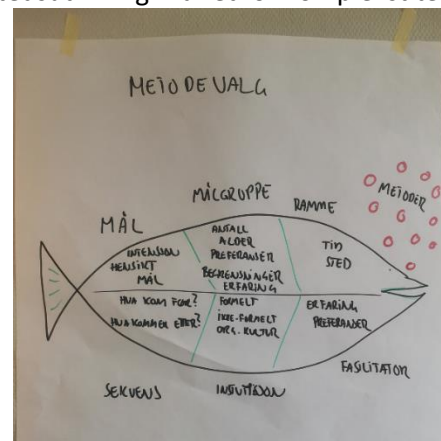 METODEVALG
MÅLGRUPPE
RAMME
METODER
MÅL
INTENSJON
HENSIKT
MÅL
ANTALL
ALDER
PREFERANSER
BEGRENSNINGER
ERFARING
TID
STED
HVA KOM FØR?
HVA KOMMER ETTER?
FORMELT
IKKE-FORMELT
ORG. KULTUR
ERFARING
PREFERANSER
SEKVENS
INSTITUSJON
FASILITATOR